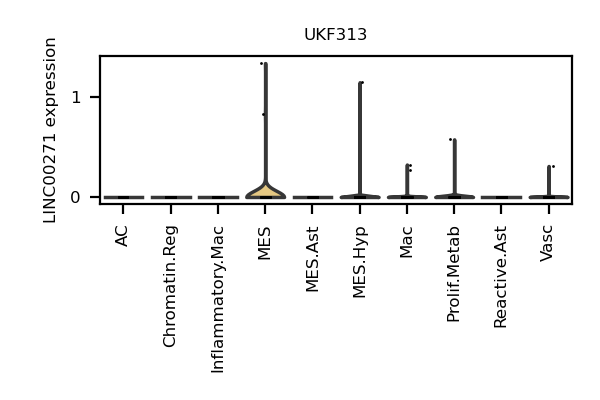 UKF313
LINC00271 expression
1
0
AC
Chromatin.Reg
Inflammatory.Mac
MES
MES.Ast
MES.Hyp
Mac
Prolif.Metab
Reactive.Ast
Vasc